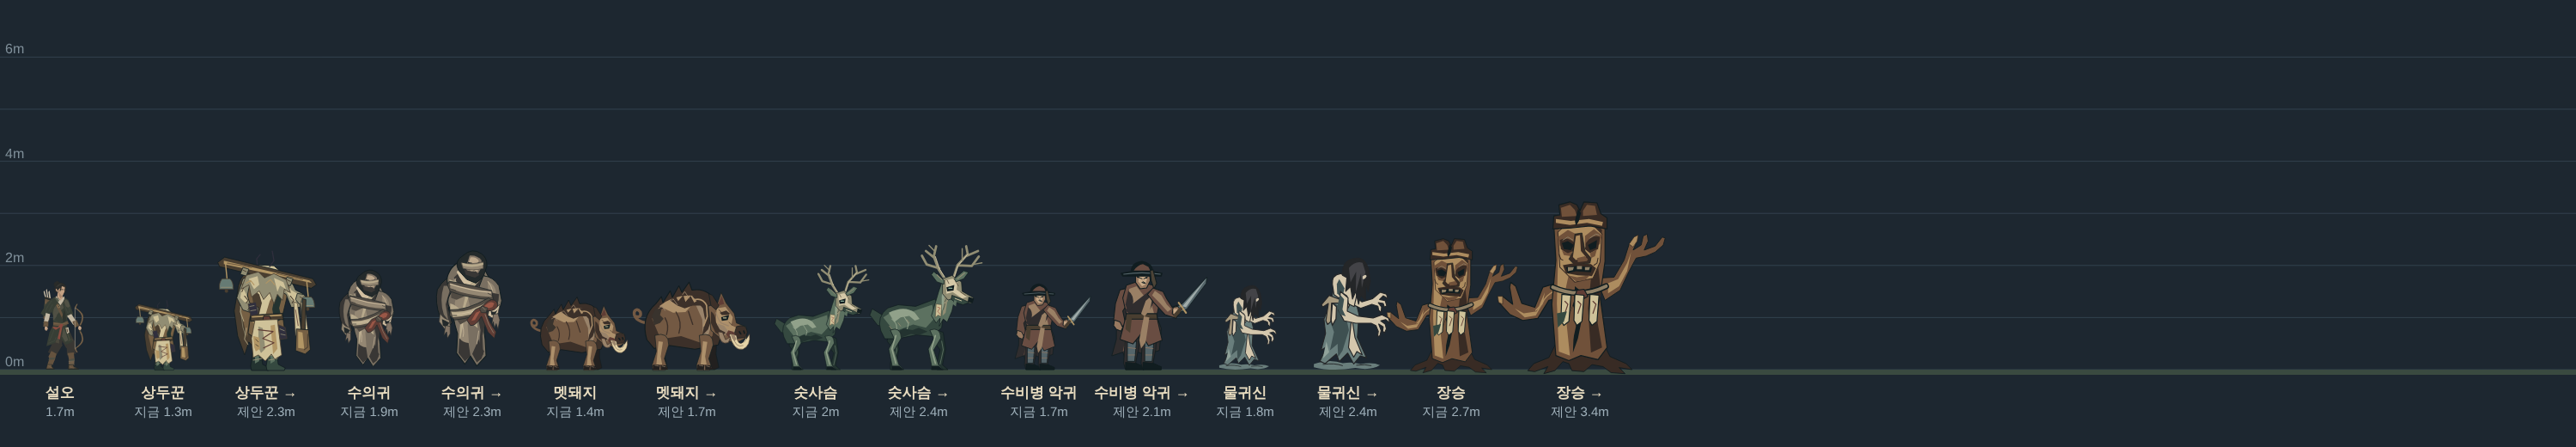 6m
4m
2m
0m
설오
1.7m
상두꾼
지금 1.3m
상두꾼 →
제안 2.3m
수의귀
지금 1.9m
수의귀 →
제안 2.3m
멧돼지
지금 1.4m
멧돼지 →
제안 1.7m
숫사슴
지금 2m
숫사슴 →
제안 2.4m
수비병 악귀
지금 1.7m
수비병 악귀 →
제안 2.1m
물귀신
지금 1.8m
물귀신 →
제안 2.4m
장승
지금 2.7m
장승 →
제안 3.4m